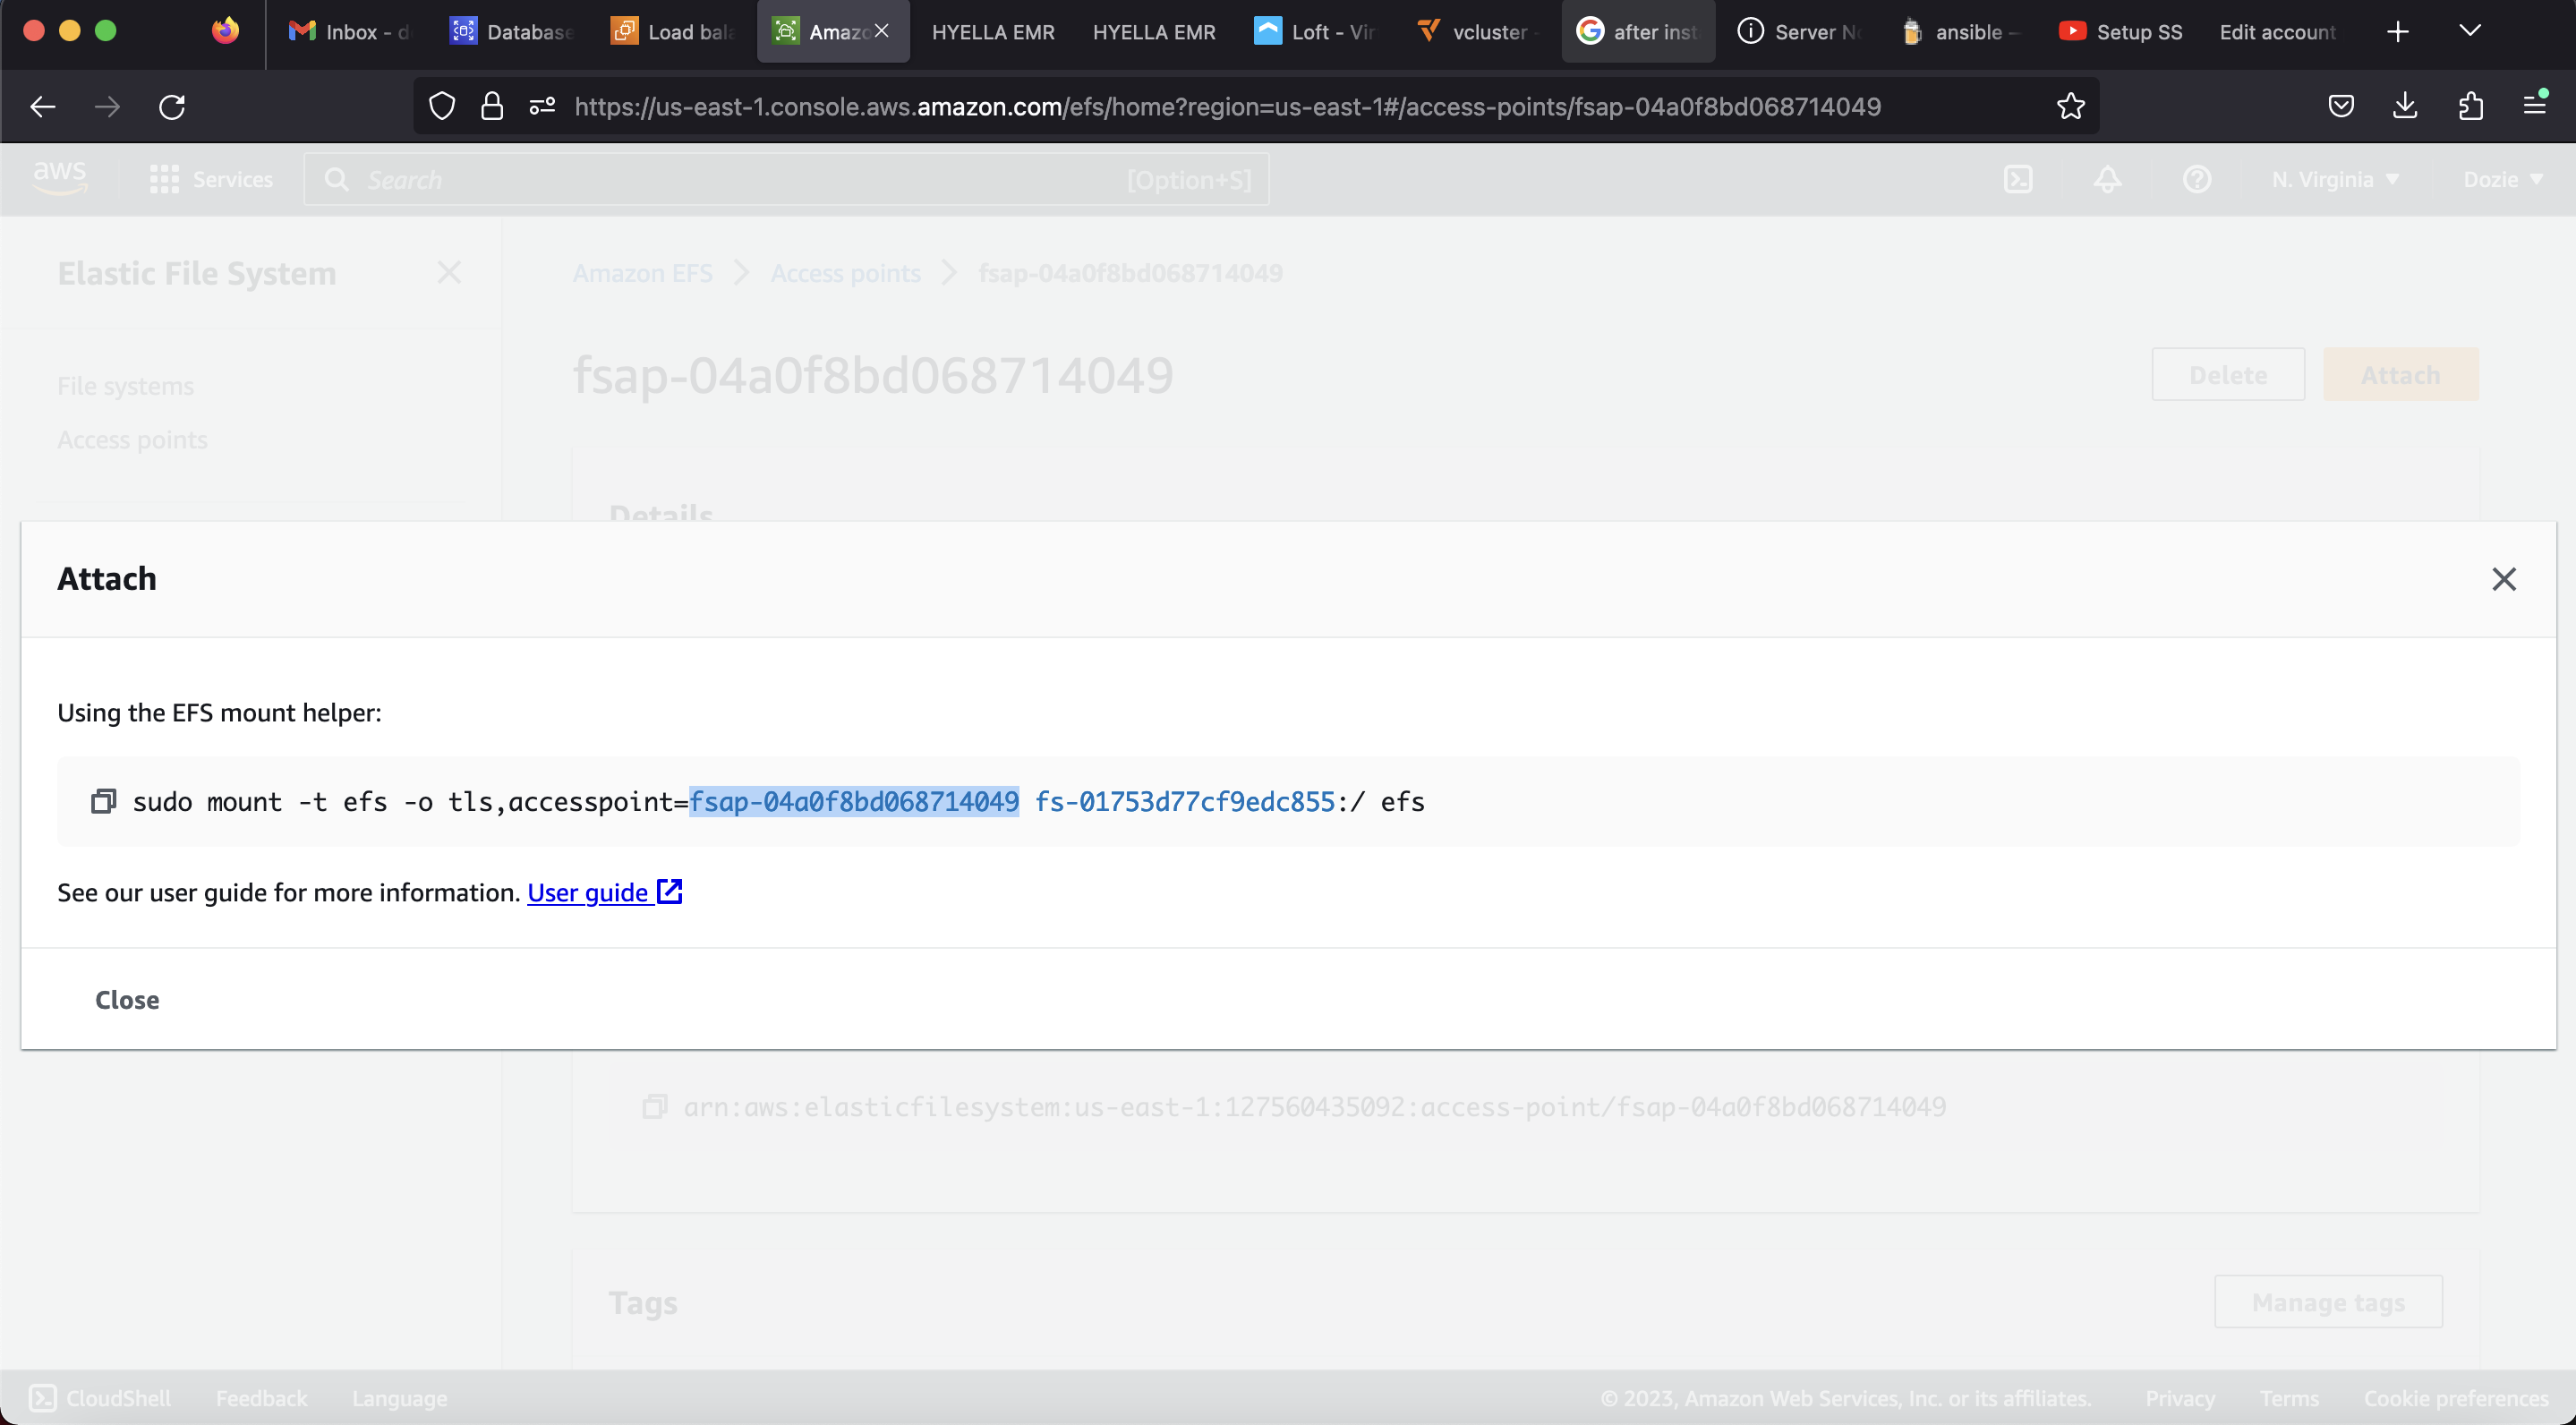 Inbox - d
Database
Load bala
Amazo
HYELLA EMR
HYELLA EMR
Loft - Vir
vcluster -
after inst
Server No
ansible —
Setup SS
Edit account
https://us-east-1.console.aws.amazon.com/efs/home?region=us-east-1#/access-points/fsap-04a0f8bd068714049
aws
Services
Search
[Option+S]
N. Virginia
Dozie
Elastic File System
Amazon EFS
Access points
fsap-04a0f8bd068714049
fsap-04a0f8bd068714049
Delete
Attach
File systems
Access points
Details
Attach
Using the EFS mount helper:
sudo mount -t efs -o tls,accesspoint=fsap-04a0f8bd068714049 fs-01753d77cf9edc855:/ efs
See our user guide for more information. User guide
Close
arn:aws:elasticfilesystem:us-east-1:127560435092:access-point/fsap-04a0f8bd068714049
Tags
Manage tags
CloudShell
Feedback
Language
© 2023, Amazon Web Services, Inc. or its affiliates.
Privacy
Terms
Cookie preferences